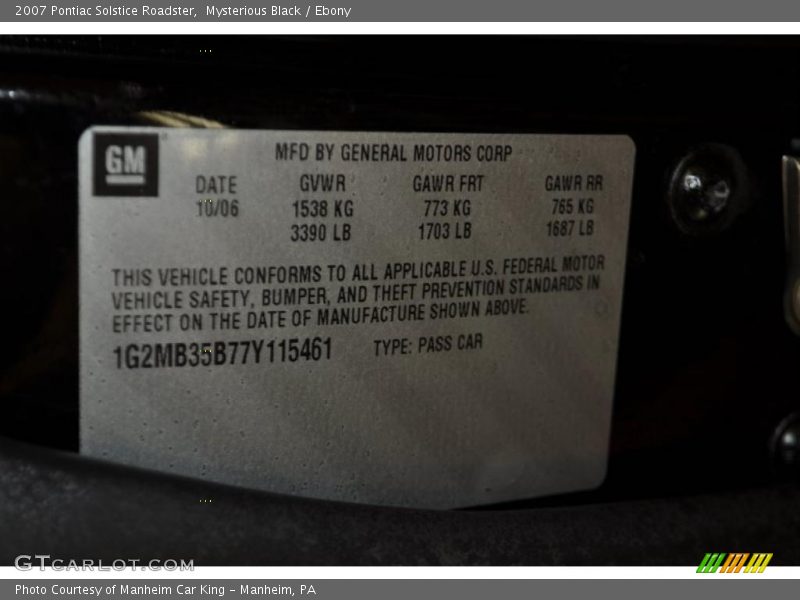 2007 Pontiac Solstice Roadster,  Mysterious Black / Ebony
GM
MFD BY GENERAL MOTORS CORP
DATE GVWR GAWR FRT GAWR RR
10/06 1538 KG 773 KG 765 KG
3390 LB 1703 LB 1687 LB
THIS VEHICLE CONFORMS TO ALL APPLICABLE U.S. FEDERAL MOTOR
VEHICLE SAFETY, BUMPER, AND THEFT PREVENTION STANDARDS IN
EFFECT ON THE DATE OF MANUFACTURE SHOWN ABOVE.
1G2MB35B77Y115461 TYPE: PASS CAR
GTCARLOT.COM
Photo Courtesy of Manheim Car King - Manheim, PA